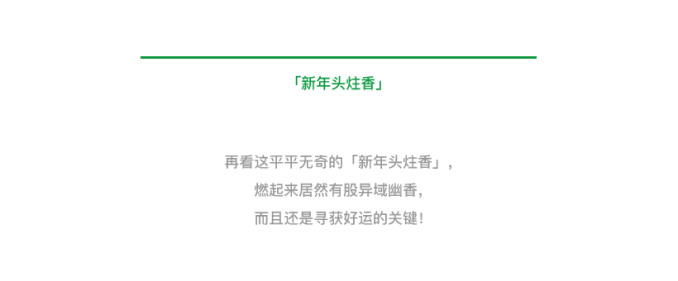 「新年头炷香」
再看这平平无奇的「新年头炷香」，
燃起来居然有股异域幽香，
而且还是寻获好运的关键！